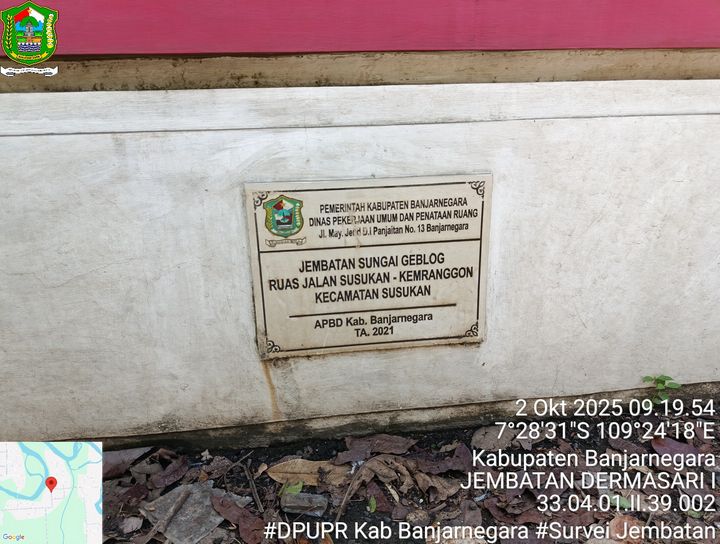 PEMERINTAH KABUPATEN BANJARNEGARA
DINAS PEKERJAAN UMUM DAN PENATAAN RUANG
Jl. May. Jend D.I Panjaitan No. 13 Banjarnegara
JEMBATAN SUNGAI GEBLOG
RUAS JALAN SUSUKAN - KEMRANGGON
KECAMATAN SUSUKAN
APBD Kab. Banjarnegara
TA. 2021
2 Okt 2025 09.19.54
7°28'31"S 109°24'18"E
Kabupaten Banjarnegara
JEMBATAN DERMASARI I
33.04.01.II.39.002
#DPUPR Kab Banjarnegara #Survei Jembatan
Google